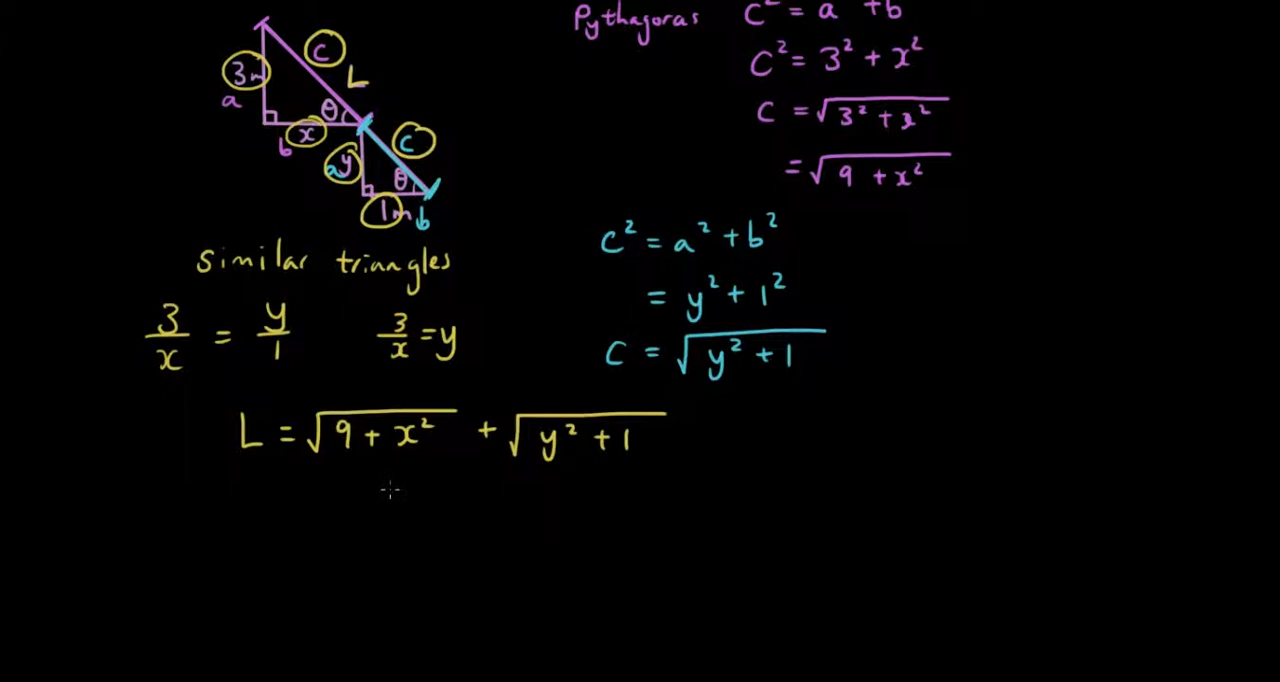 Pythagoras c² = a + b
c² = 3² + x²
c = √3² + x²
= √9 + x²
3m
a
c
L
θ
x
b
y
a
c
θ
1m
b
similar triangles
3/x = y/1
3/x = y
c² = a² + b²
= y² + 1²
c = √y² + 1
L = √9 + x² + √y² + 1